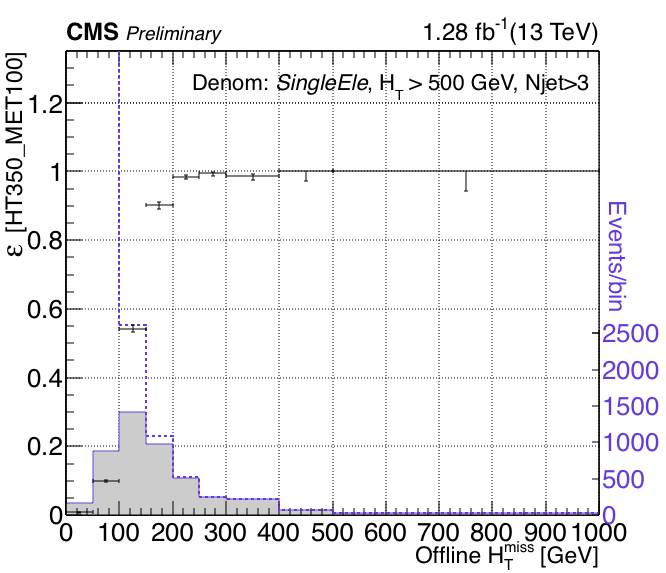 CMS Preliminary 1.28 fb⁻¹(13 TeV)
Denom: SingleEle, H_T > 500 GeV, Njet>3
ε [HT350_MET100]
1.2
1
0.8
0.6
0.4
0.2
0
Events/bin
2500
2000
1500
1000
500
0
0 100 200 300 400 500 600 700 800 900 1000
Offline H_T^miss [GeV]